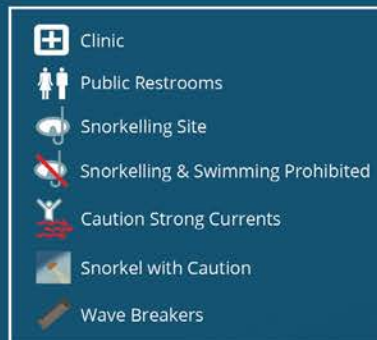 Clinic
Public Restrooms
Snorkelling Site
Snorkelling & Swimming Prohibited
Caution Strong Currents
Snorkel with Caution
Wave Breakers